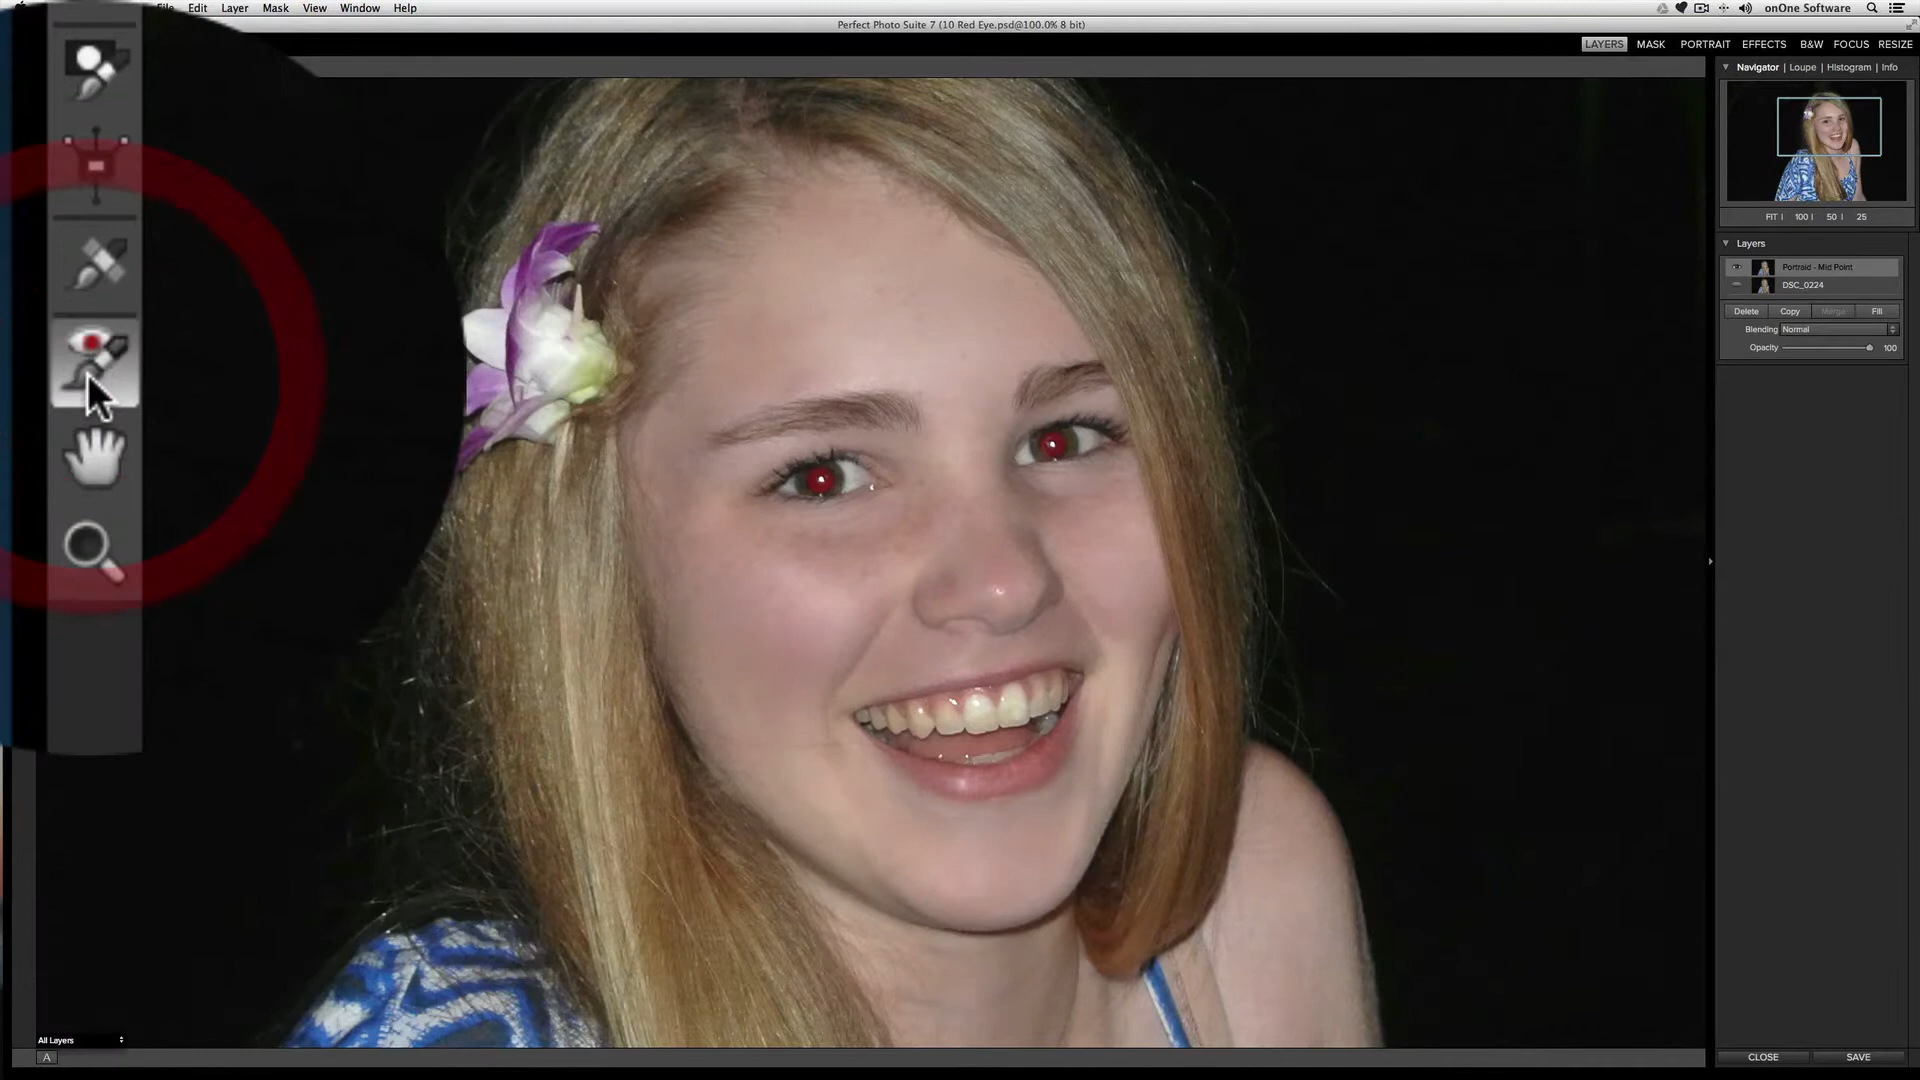 File Edit Layer Mask View Window Help
onOne Software
Perfect Photo Suite 7 (10 Red Eye.psd@100.0% 8 bit)
LAYERS MASK PORTRAIT EFFECTS B&W FOCUS RESIZE
Navigator | Loupe | Histogram | Info
FIT | 100 | 50 | 25
Layers
Portraid - Mid Point
DSC_0224
Delete Copy Merge Fill
Blending Normal
Opacity 100
All Layers
A
CLOSE SAVE